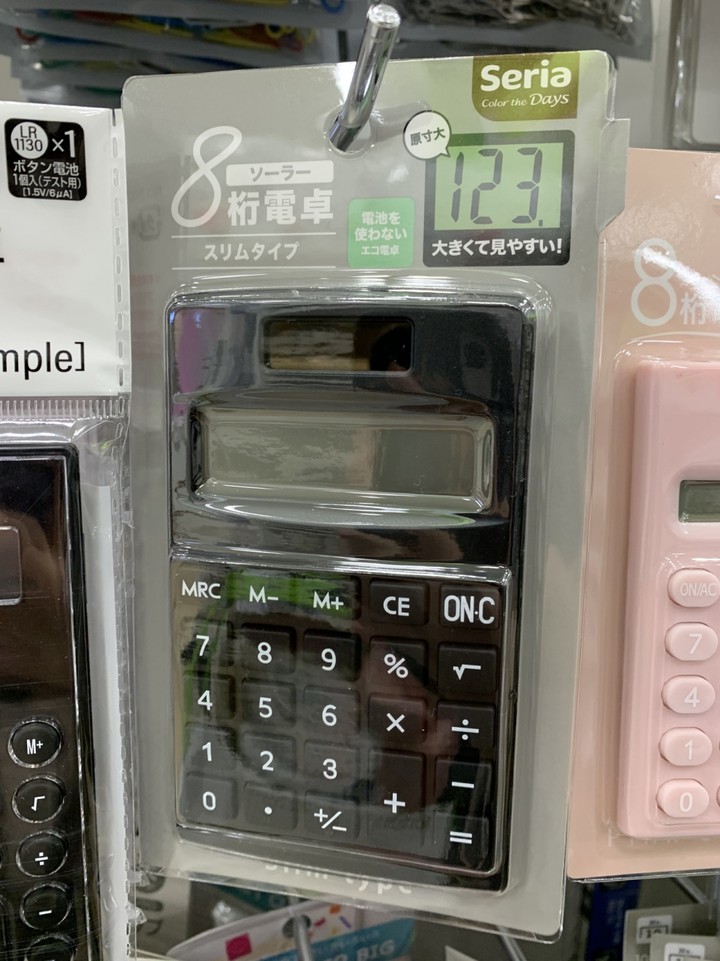 LR
1130
×1
ボタン電池
1個入(テスト用)
[1.5V/6μA]
mple]
M+
√
÷
−
Seria
Color the Days
8
ソーラー
桁電卓
スリムタイプ
電池を
使わない
エコ電卓
原寸大
123.
大きくて見やすい!
MRC M− M+ CE ON·C
7 8 9 % √
4 5 6 × ÷
1 2 3 + −
0 · +/− =
slim type
8桁
ON/AC
7
4
1
0
BIG